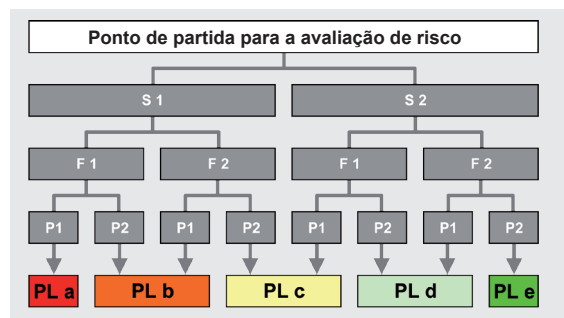 Ponto de partida para a avaliação de risco
S 1 S 2
F 1 F 2 F 1 F 2
P1 P2 P1 P2 P1 P2 P1 P2
PL a PL b PL c PL d PL e